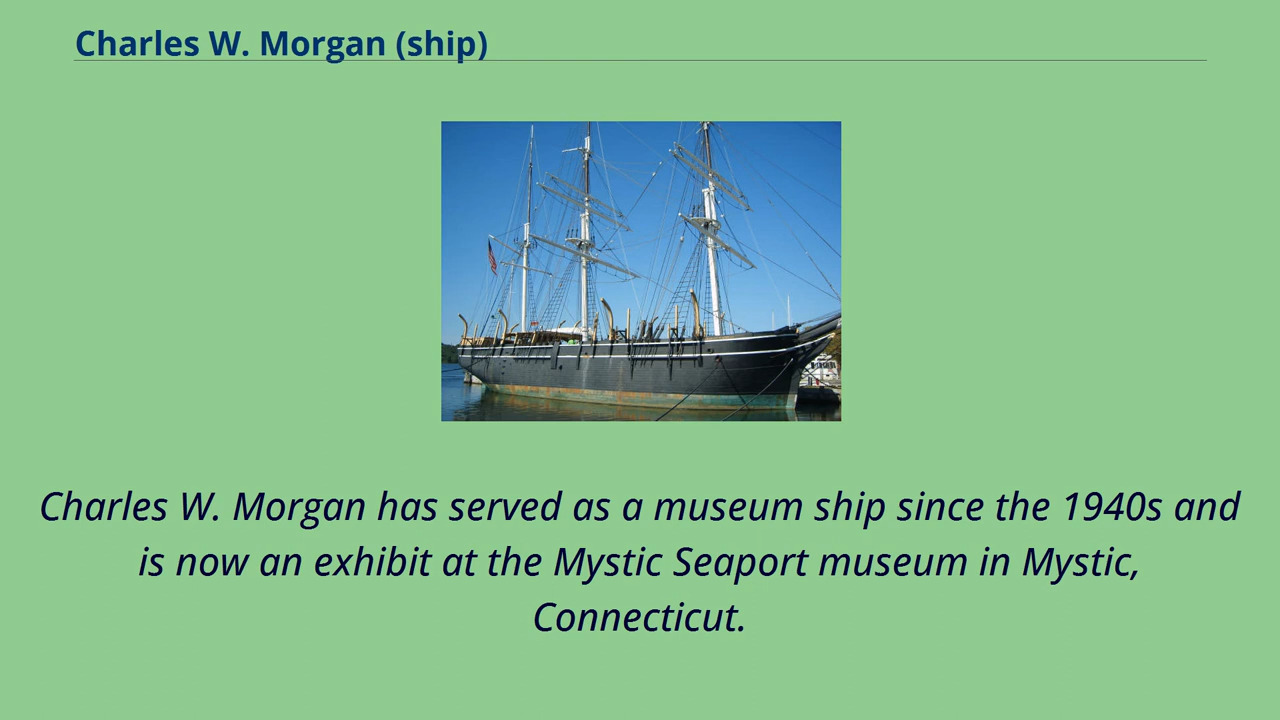 Charles W. Morgan (ship)
Charles W. Morgan has served as a museum ship since the 1940s and
is now an exhibit at the Mystic Seaport museum in Mystic,
Connecticut.